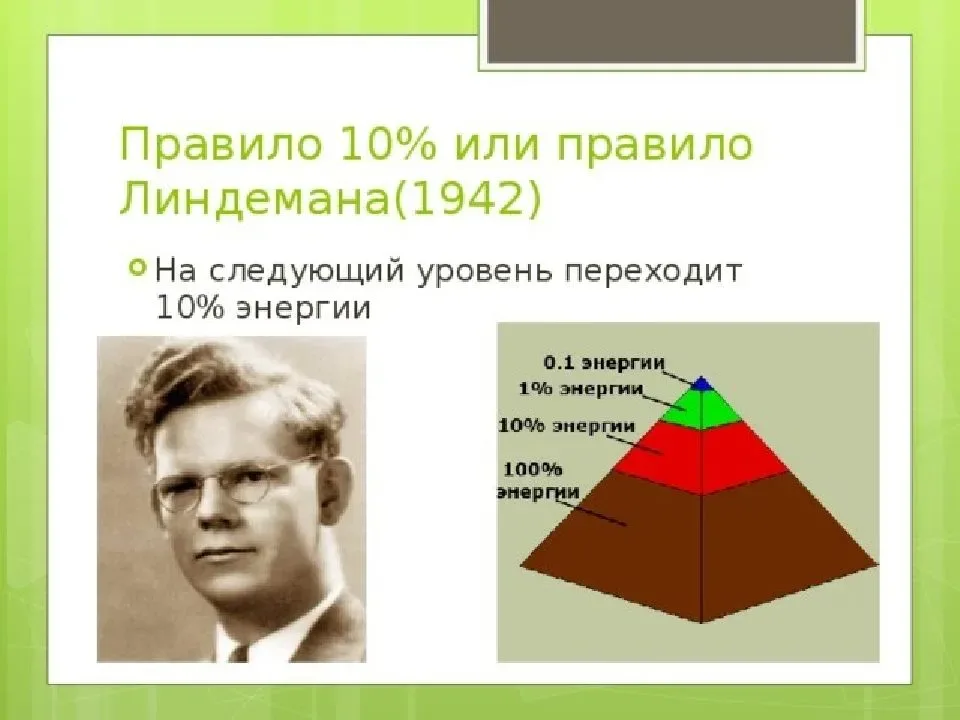 Правило 10% или правило
Линдемана(1942)
На следующий уровень переходит
10% энергии
0.1 энергии
1% энергии
10% энергии
100%
энергии